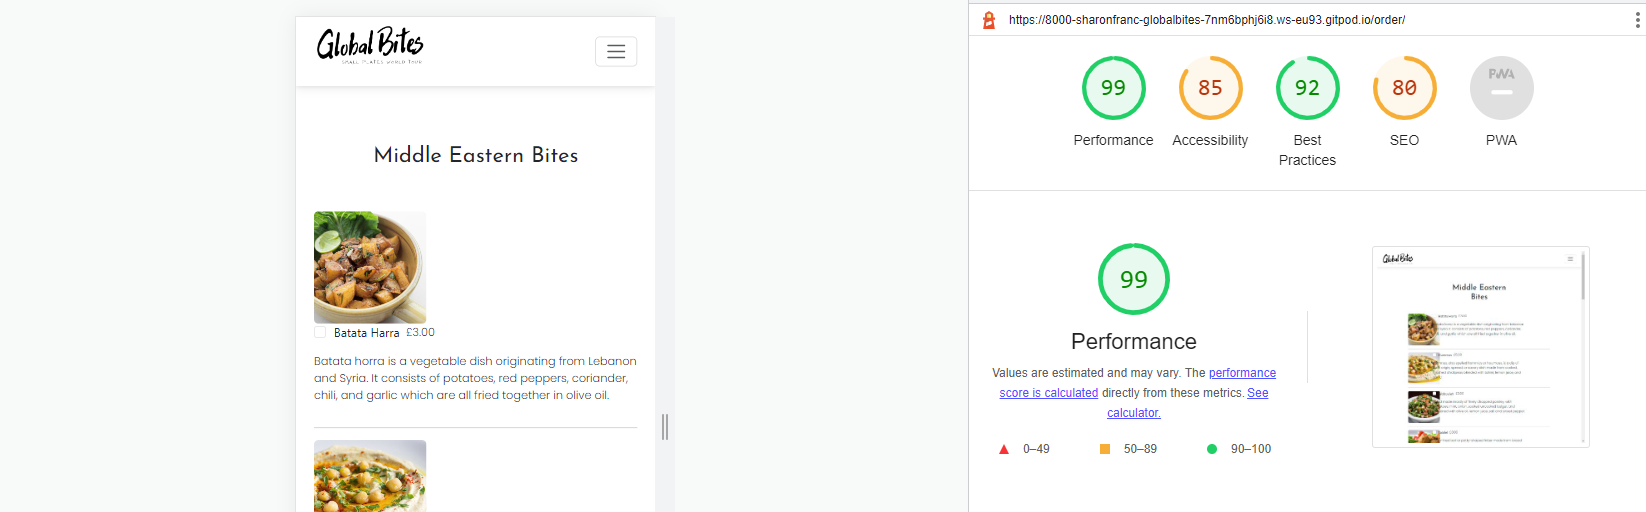 Global Bites
SMALL PLATES WORLD TOUR
Middle Eastern Bites
Batata Harra £3.00
Batata horra is a vegetable dish originating from Lebanon
and Syria. It consists of potatoes, red peppers, coriander,
chili, and garlic which are all fried together in olive oil.
https://8000-sharonfranc-globalbites-7nm6bphj6i8.ws-eu93.gitpod.io/order/
99
85
92
80
PWA
Performance
Accessibility
Best
Practices
SEO
PWA
99
Performance
Values are estimated and may vary. The performance
score is calculated directly from these metrics. See
calculator.
0–49
50–89
90–100
Global Bites
Middle Eastern
Bites